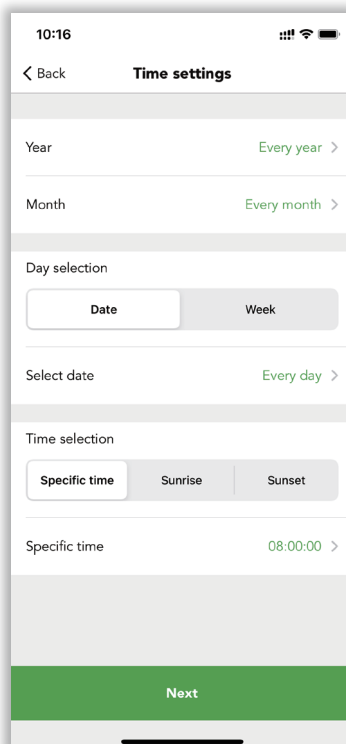 10:16
Back Time settings
Year Every year
Month Every month
Day selection
Date Week
Select date Every day
Time selection
Specific time Sunrise Sunset
Specific time 08:00:00
Next